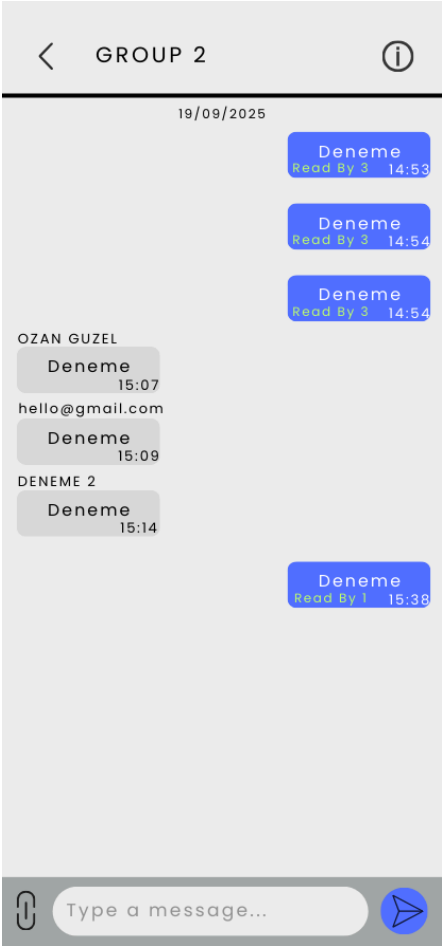 GROUP 2
19/09/2025
Deneme
Read By 3 14:53
Deneme
Read By 3 14:54
Deneme
Read By 3 14:54
OZAN GUZEL
Deneme
15:07
hello@gmail.com
Deneme
15:09
DENEME 2
Deneme
15:14
Deneme
Read By 1 15:38
Type a message...